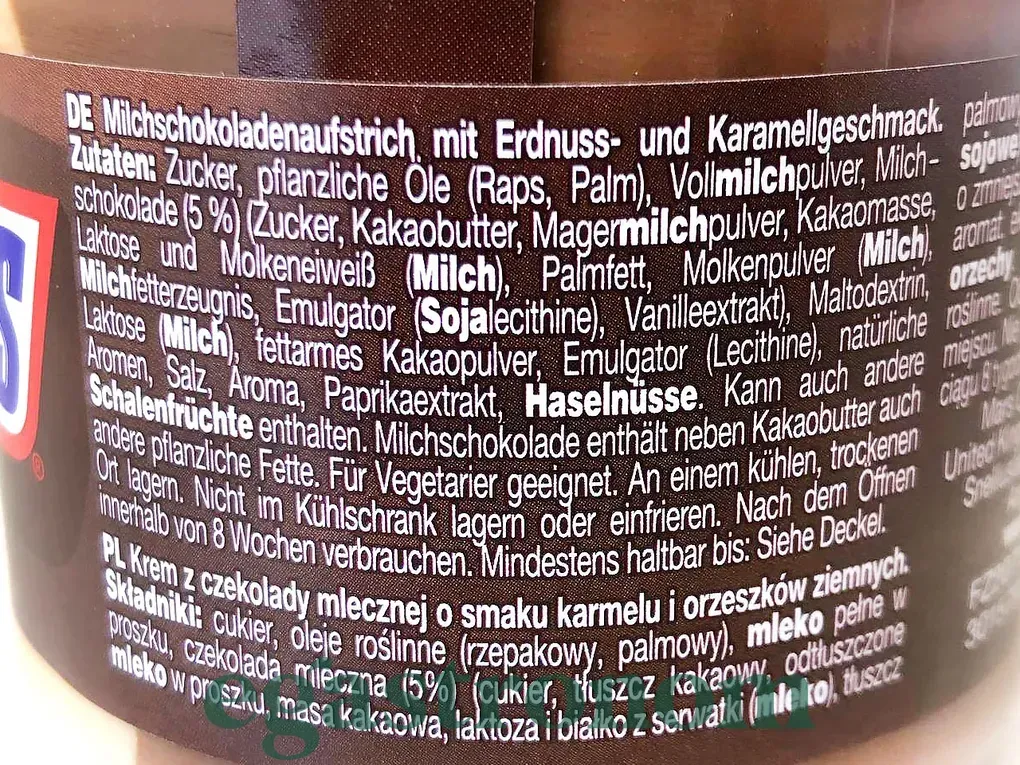 DE Milchschokoladenaufstrich mit Erdnuss- und Karamellgeschmack.
Zutaten: Zucker, pflanzliche Öle (Raps, Palm), Vollmilchpulver, Milch-
schokolade (5 %) (Zucker, Kakaobutter, Magermilchpulver, Kakaomasse,
Laktose und Molkeneiweiß (Milch), Palmfett, Molkenpulver (Milch),
Milchfetterzeugnis, Emulgator (Sojalecithine), Vanilleextrakt), Maltodextrin,
Laktose (Milch), fettarmes Kakaopulver, Emulgator (Lecithine), natürliche
Aromen, Salz, Aroma, Paprikaextrakt, Haselnüsse. Kann auch andere
Schalenfrüchte enthalten. Milchschokolade enthält neben Kakaobutter auch
andere pflanzliche Fette. Für Vegetarier geeignet. An einem kühlen, trockenen
Ort lagern. Nicht im Kühlschrank lagern oder einfrieren. Nach dem Öffnen
innerhalb von 8 Wochen verbrauchen. Mindestens haltbar bis: Siehe Deckel.
PL Krem z czekolady mlecznej o smaku karmelu i orzeszków ziemnych.
Składniki: cukier, oleje roślinne (rzepakowy, palmowy), mleko pełne w
proszku, czekolada mleczna (5%) (cukier, tłuszcz kakaowy, odtłuszczone
mleko w proszku, masa kakaowa, laktoza i białko z serwatki (mleko), tłuszcz
S
®
sojowe
o zmniejs
aromat,
orzechy
roślinne.
miejscu.
ciągu 8
United